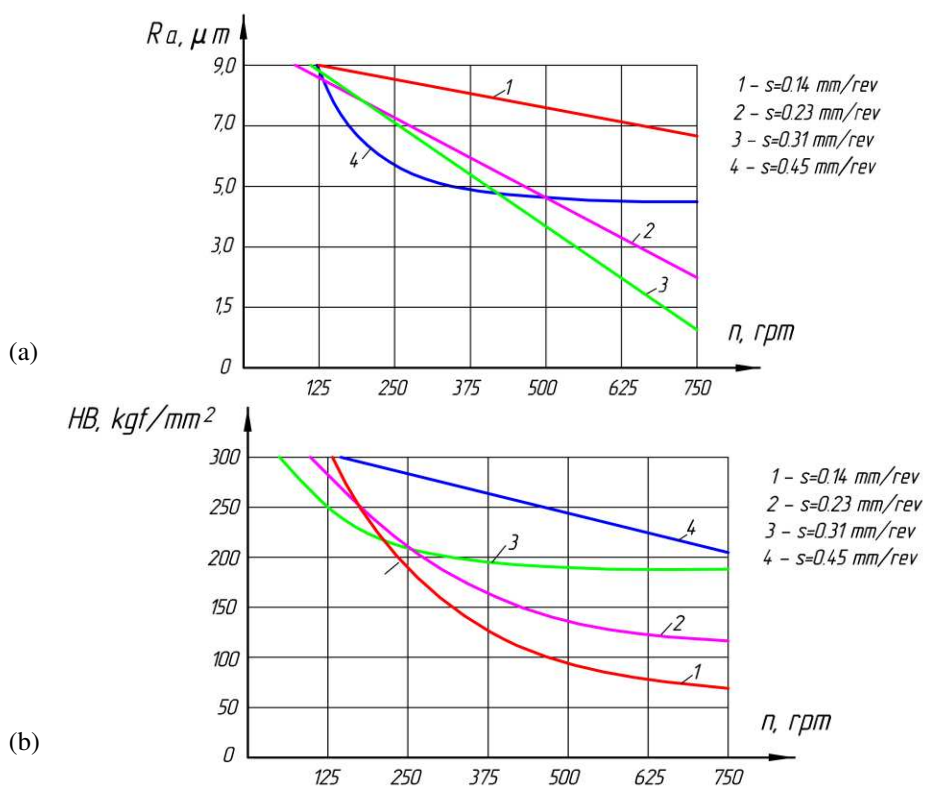 Ra, μm
9,0
7,0
5,0
3,0
1,5
0
125 250 375 500 625 750
n, rpm
1
2
3
4
1 - s=0.14 mm/rev
2 - s=0.23 mm/rev
3 - s=0.31 mm/rev
4 - s=0.45 mm/rev
(a)
HB, kgf/mm2
300
250
200
150
100
50
0
125 250 375 500 625 750
n, rpm
4
3
2
1
1 - s=0.14 mm/rev
2 - s=0.23 mm/rev
3 - s=0.31 mm/rev
4 - s=0.45 mm/rev
(b)